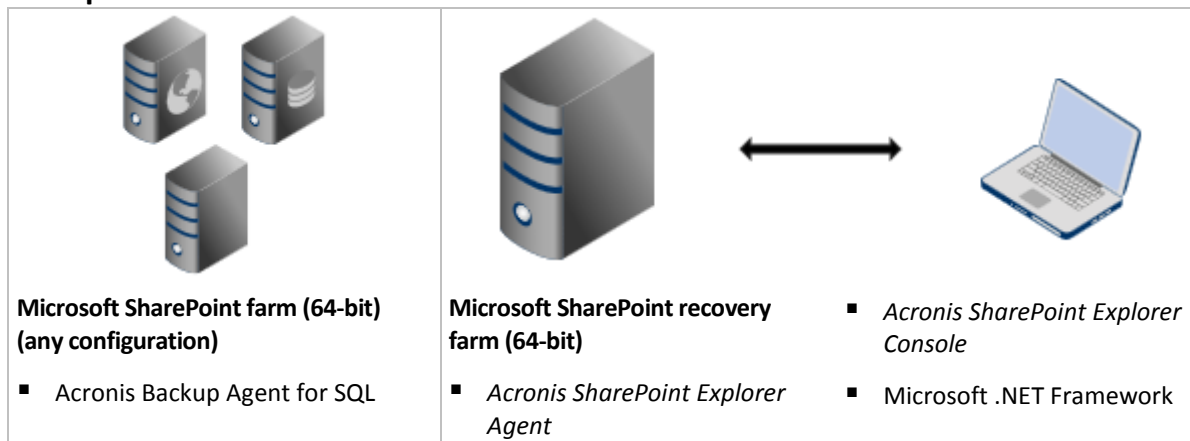 Microsoft SharePoint farm (64-bit)
(any configuration)
■ Acronis Backup Agent for SQL
Microsoft SharePoint recovery
farm (64-bit)
■ Acronis SharePoint Explorer
Agent
■ Acronis SharePoint Explorer
Console
■ Microsoft .NET Framework